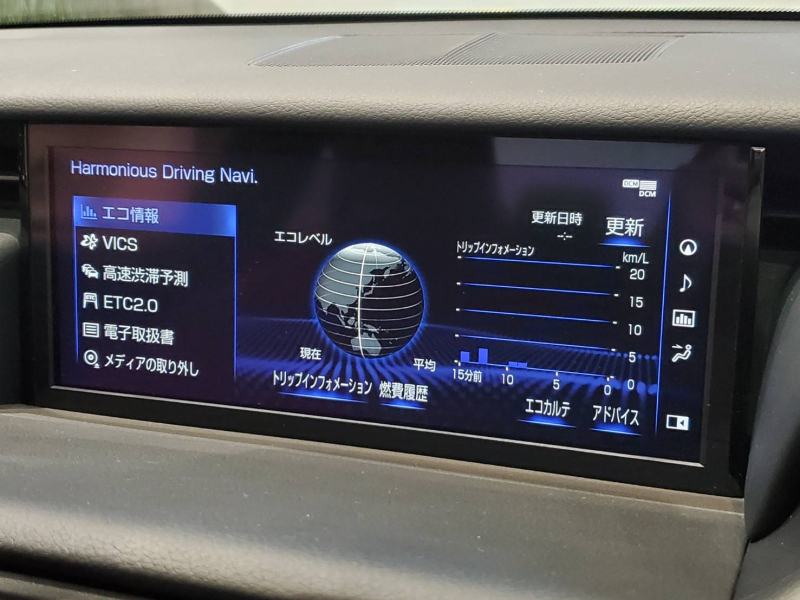 Harmonious Driving Navi.
DCM
DCM
エコ情報
VICS
高速渋滞予測
ETC2.0
電子取扱書
メディアの取り外し
エコレベル
現在
平均
トリップインフォメーション
燃費履歴
更新日時
-:--
更新
トリップインフォメーション
km/L
20
15
10
5
0
15分前
10
5
0
エコカルテ
アドバイス